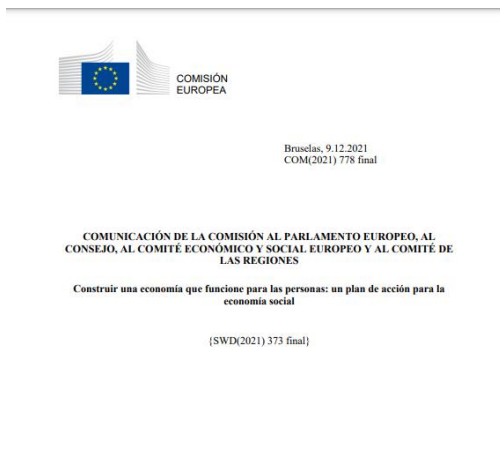 COMISIÓN
EUROPEA
Bruselas, 9.12.2021
COM(2021) 778 final
COMUNICACIÓN DE LA COMISIÓN AL PARLAMENTO EUROPEO, AL
CONSEJO, AL COMITÉ ECONÓMICO Y SOCIAL EUROPEO Y AL COMITÉ DE
LAS REGIONES
Construir una economía que funcione para las personas: un plan de acción para la
economía social
{SWD(2021) 373 final}